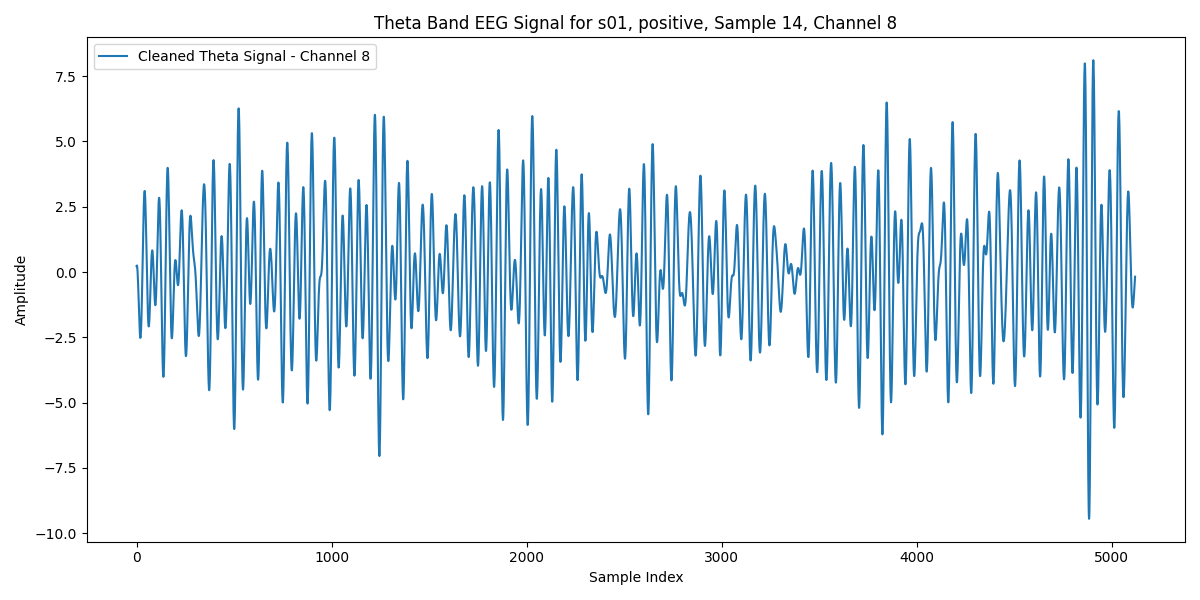 Theta Band EEG Signal for s01, positive, Sample 14, Channel 8
Cleaned Theta Signal - Channel 8
7.5
5.0
2.5
0.0
−2.5
−5.0
−7.5
−10.0
Amplitude
0 1000 2000 3000 4000 5000
Sample Index